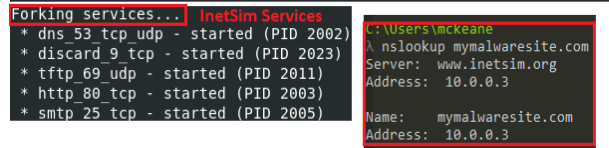 Forking services... InetSim Services
* dns_53_tcp_udp - started (PID 2002)
* discard_9_tcp - started (PID 2023)
* tftp_69_udp - started (PID 2011)
* http_80_tcp - started (PID 2003)
* smtp_25_tcp - started (PID 2005)
C:\Users\mckeane
λ nslookup mymalwaresite.com
Server: www.inetsim.org
Address: 10.0.0.3
Name: mymalwaresite.com
Address: 10.0.0.3